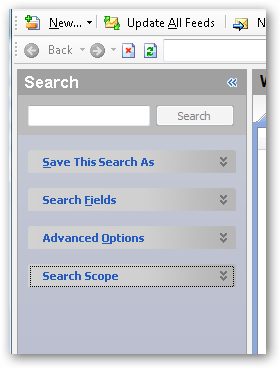 New... Update All Feeds N
Back
Search
Search
Save This Search As
Search Fields
Advanced Options
Search Scope